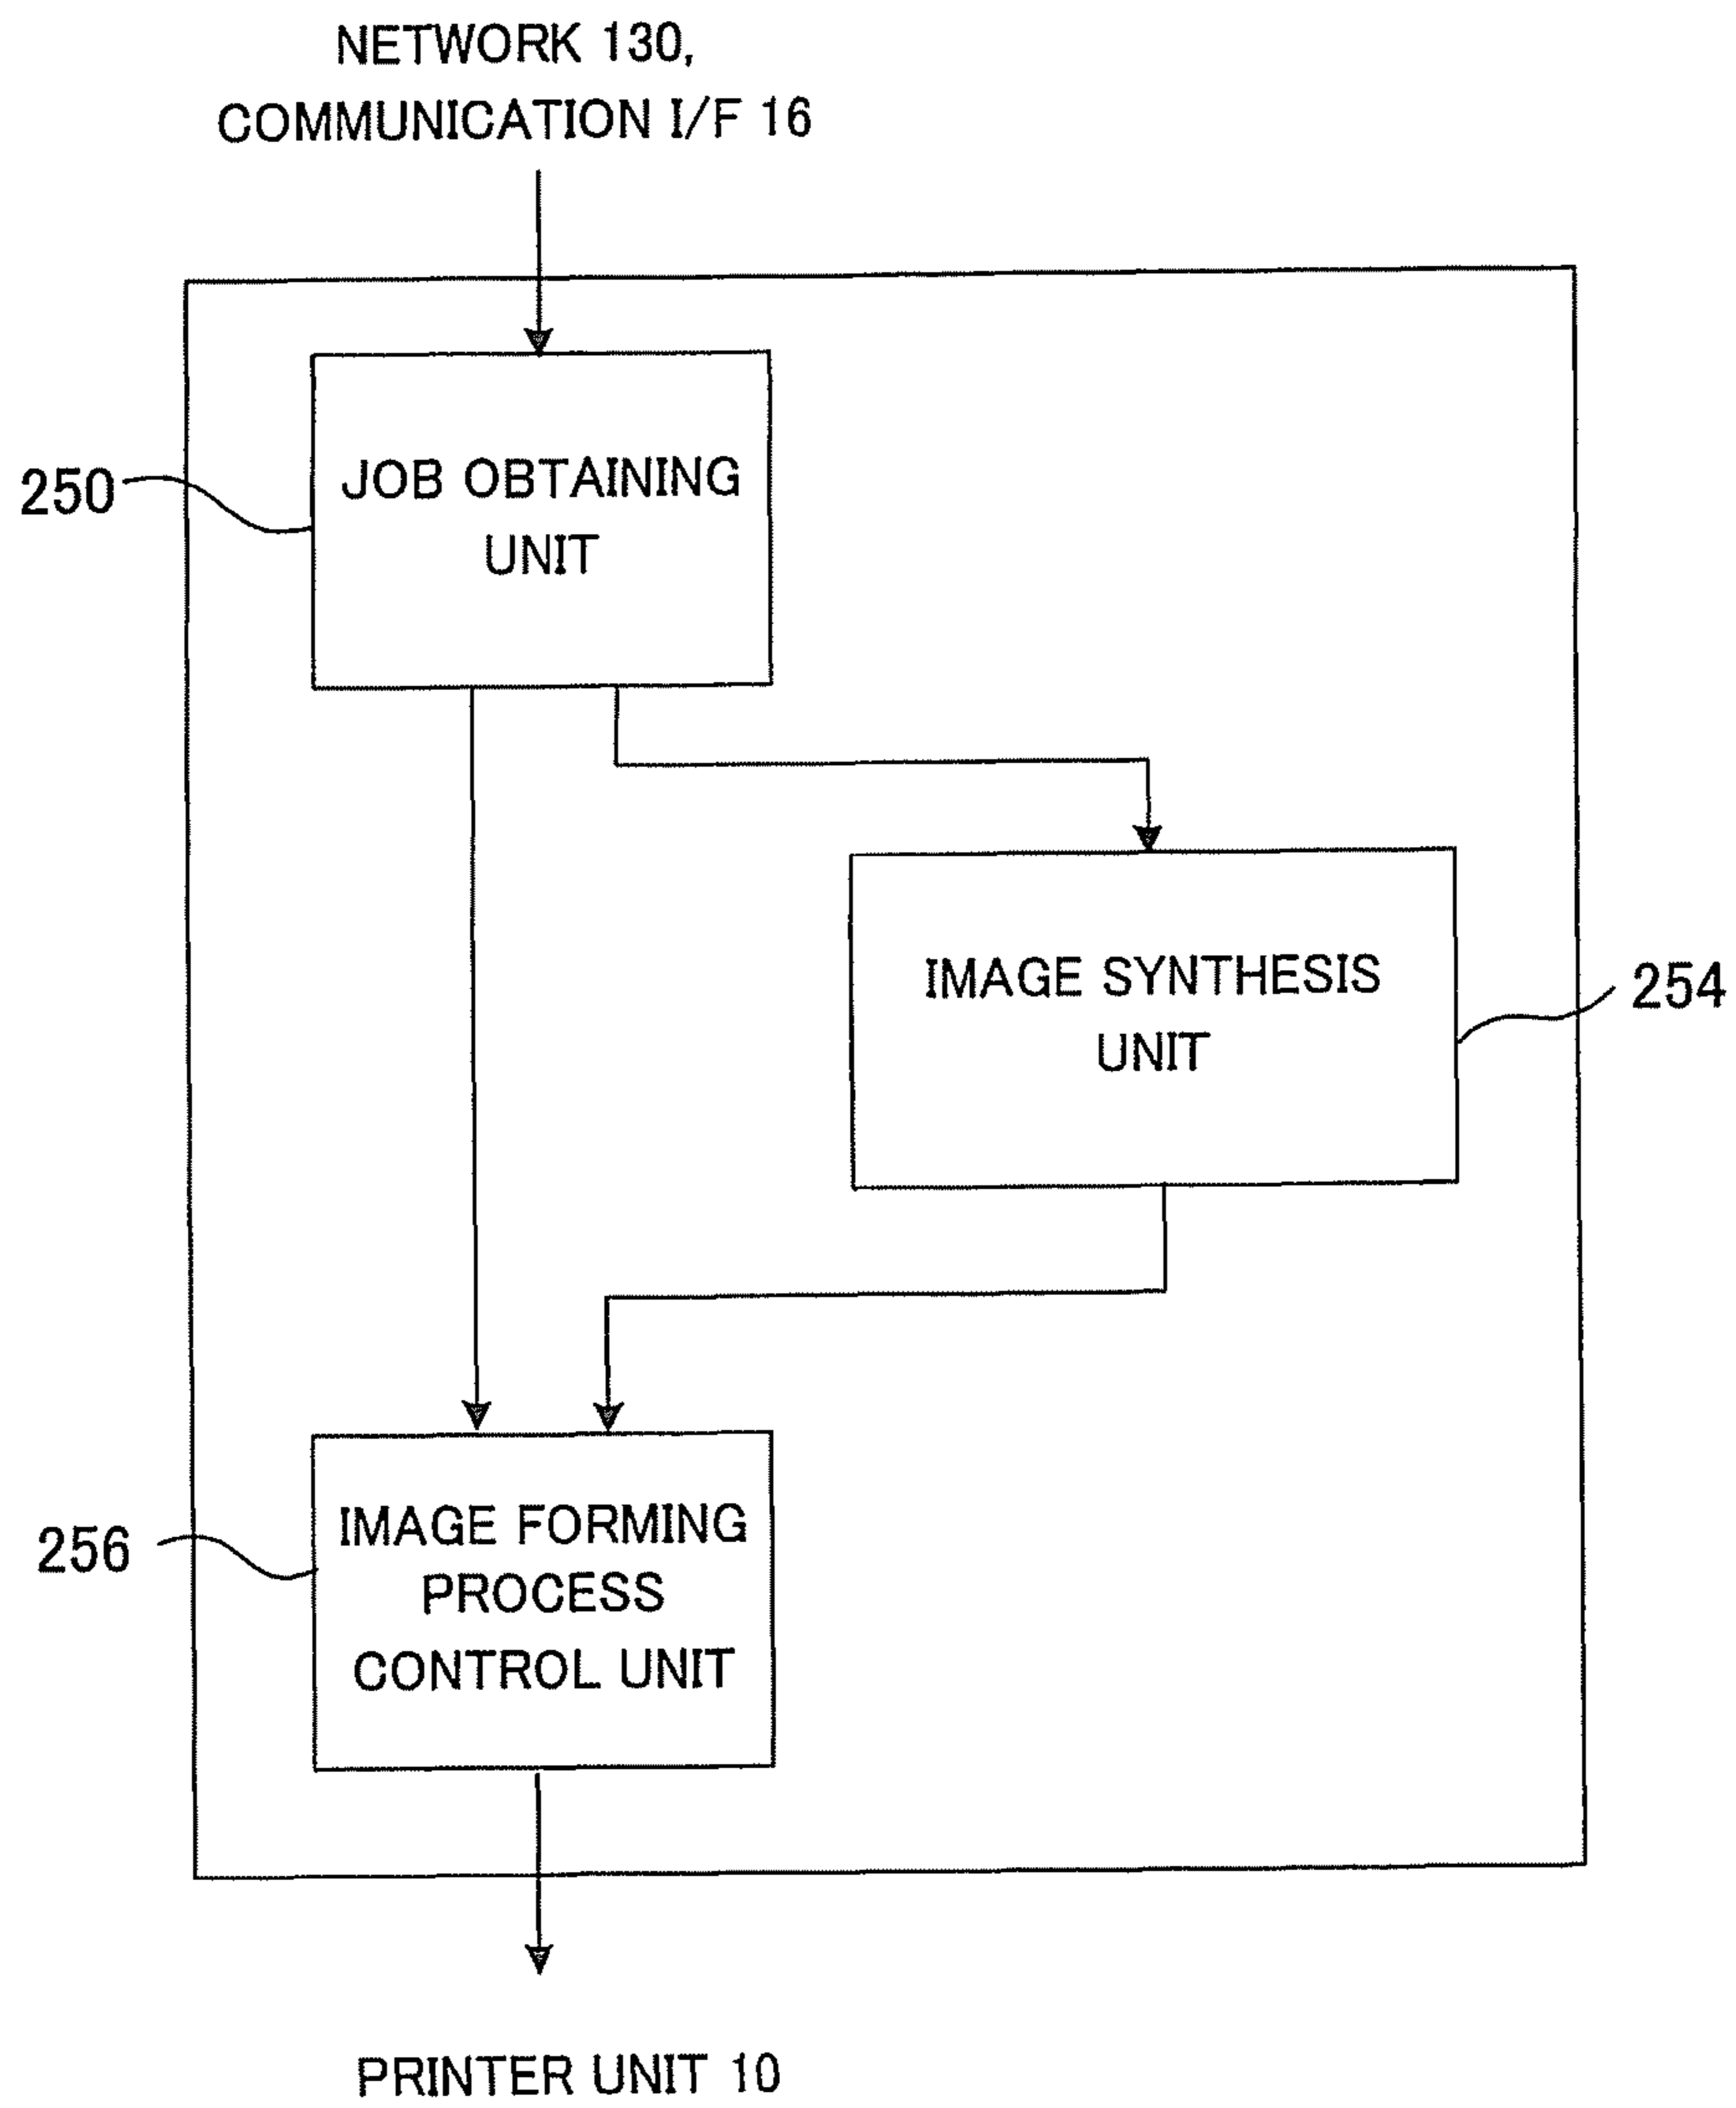 NETWORK 130,
COMMUNICATION I/F 16
250
JOB OBTAINING
UNIT
IMAGE SYNTHESIS
UNIT
254
256
IMAGE FORMING
PROCESS
CONTROL UNIT
PRINTER UNIT 10